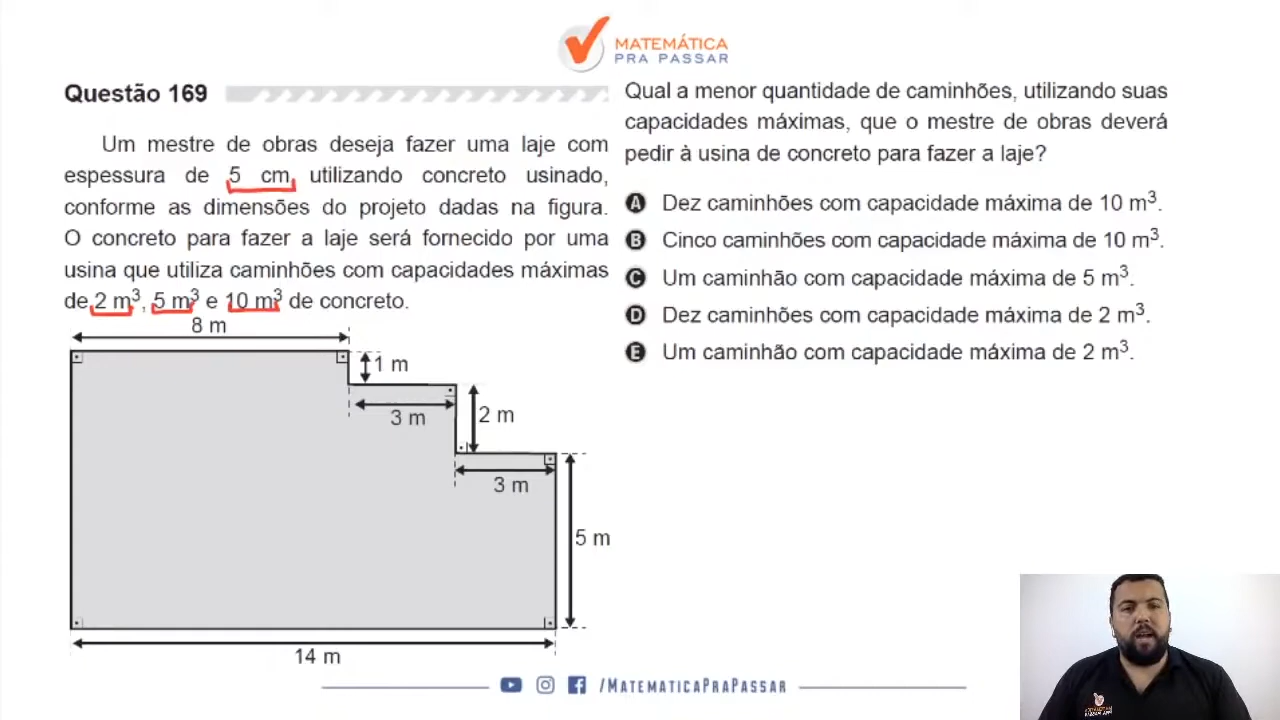 MATEMÁTICA
PRA PASSAR
Questão 169
Um mestre de obras deseja fazer uma laje com
espessura de 5 cm, utilizando concreto usinado,
conforme as dimensões do projeto dadas na figura.
O concreto para fazer a laje será fornecido por uma
usina que utiliza caminhões com capacidades máximas
de 2 m³, 5 m³ e 10 m³ de concreto.
8 m
1 m
3 m
2 m
3 m
5 m
14 m
Qual a menor quantidade de caminhões, utilizando suas
capacidades máximas, que o mestre de obras deverá
pedir à usina de concreto para fazer a laje?
A Dez caminhões com capacidade máxima de 10 m³.
B Cinco caminhões com capacidade máxima de 10 m³.
C Um caminhão com capacidade máxima de 5 m³.
D Dez caminhões com capacidade máxima de 2 m³.
E Um caminhão com capacidade máxima de 2 m³.
/MATEMATICAPRAPASSAR